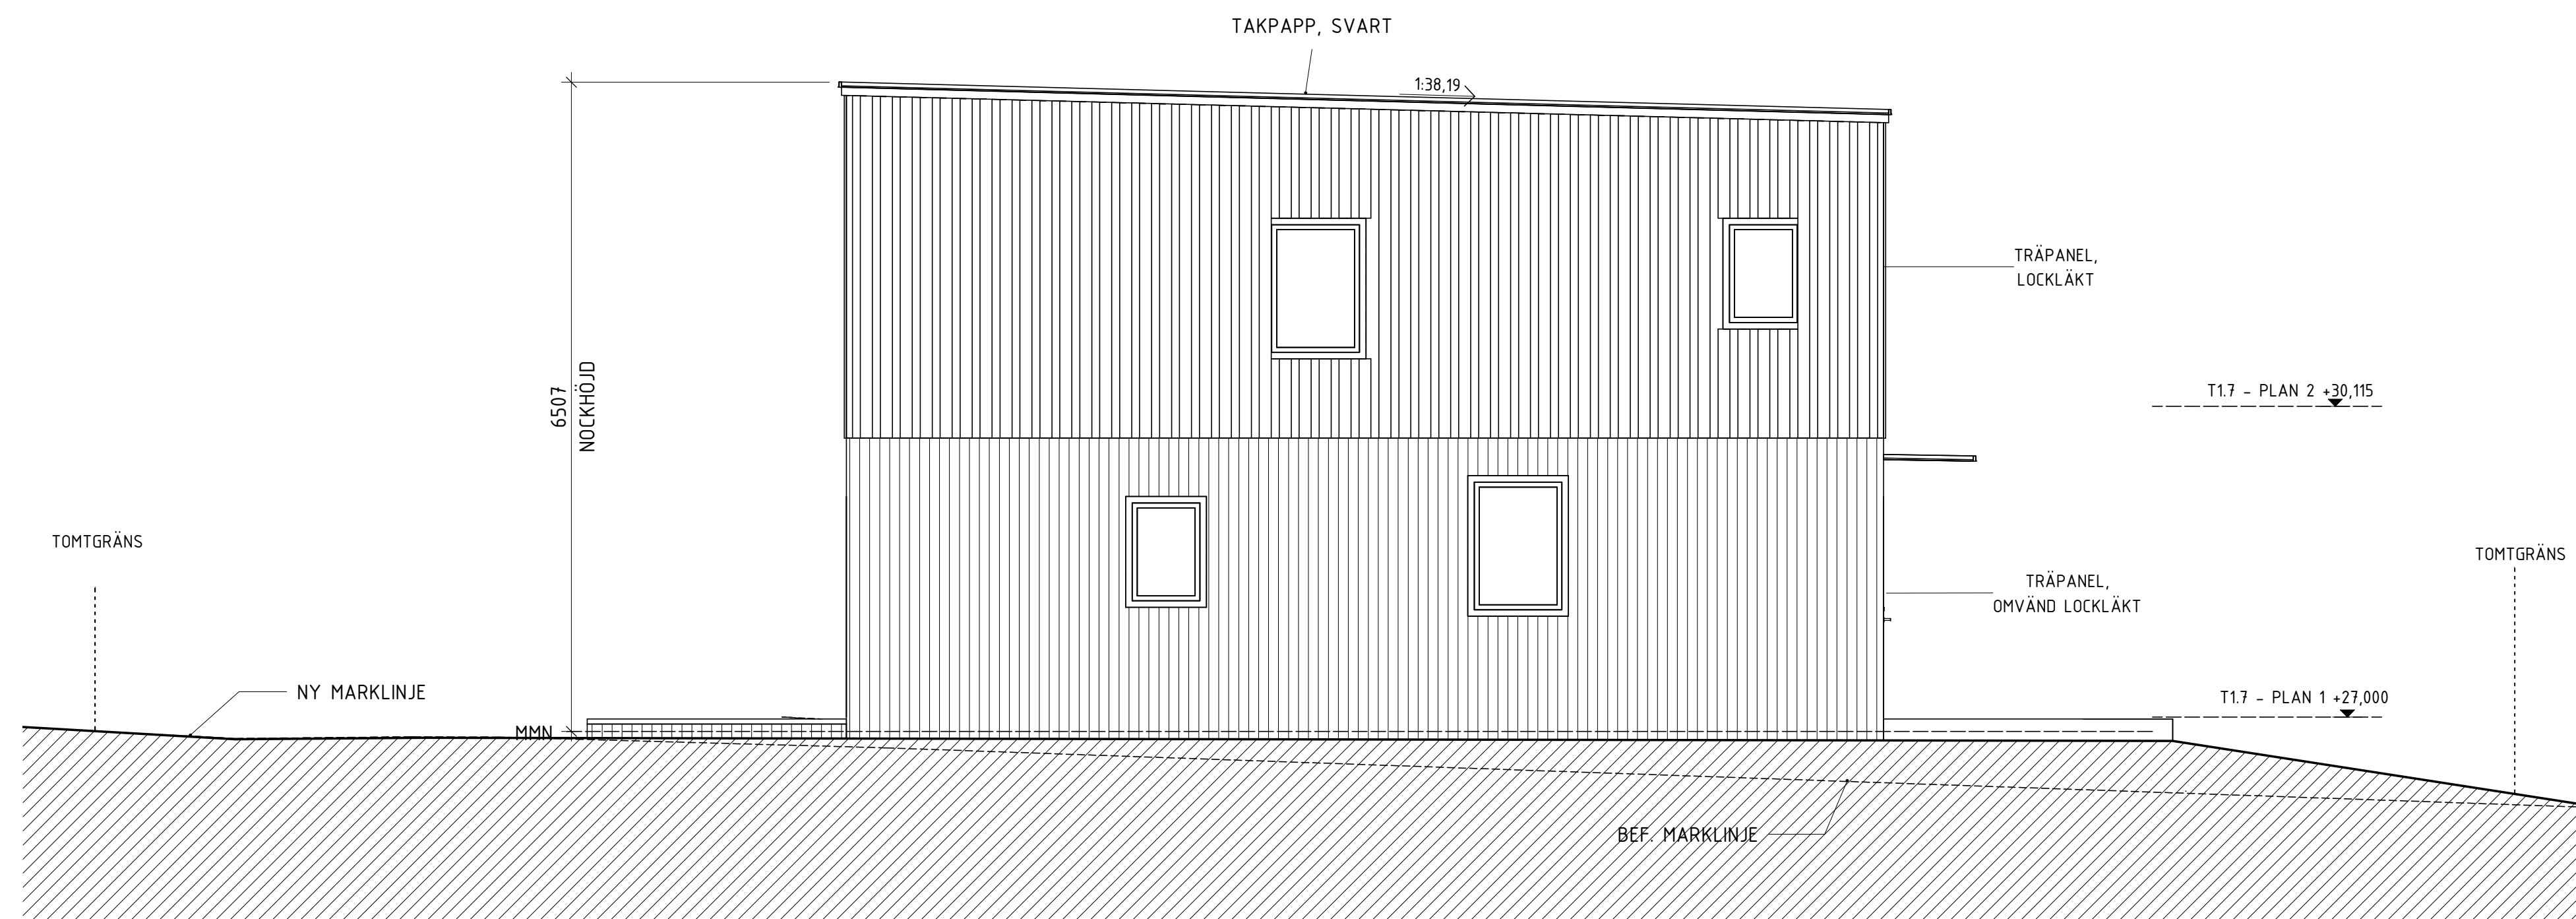 TAKPAPP, SVART
1:38,19
TRÄPANEL,
LOCKLÄKT
6507
NOCKHÖJD
T1.7 - PLAN 2 +30,115
TOMTGRÄNS
TOMTGRÄNS
TRÄPANEL,
OMVÄND LOCKLÄKT
NY MARKLINJE
T1.7 - PLAN 1 +27,000
MMN
BEF. MARKLINJE